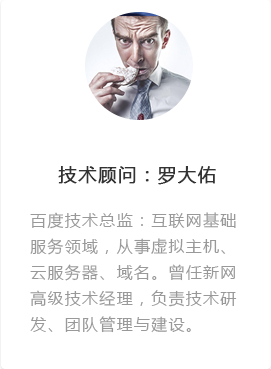 技术顾问：罗大佑
百度技术总监：互联网基础
服务领域，从事虚拟主机、
云服务器、域名。曾任新网
高级技术经理，负责技术研
发、团队管理与建设。